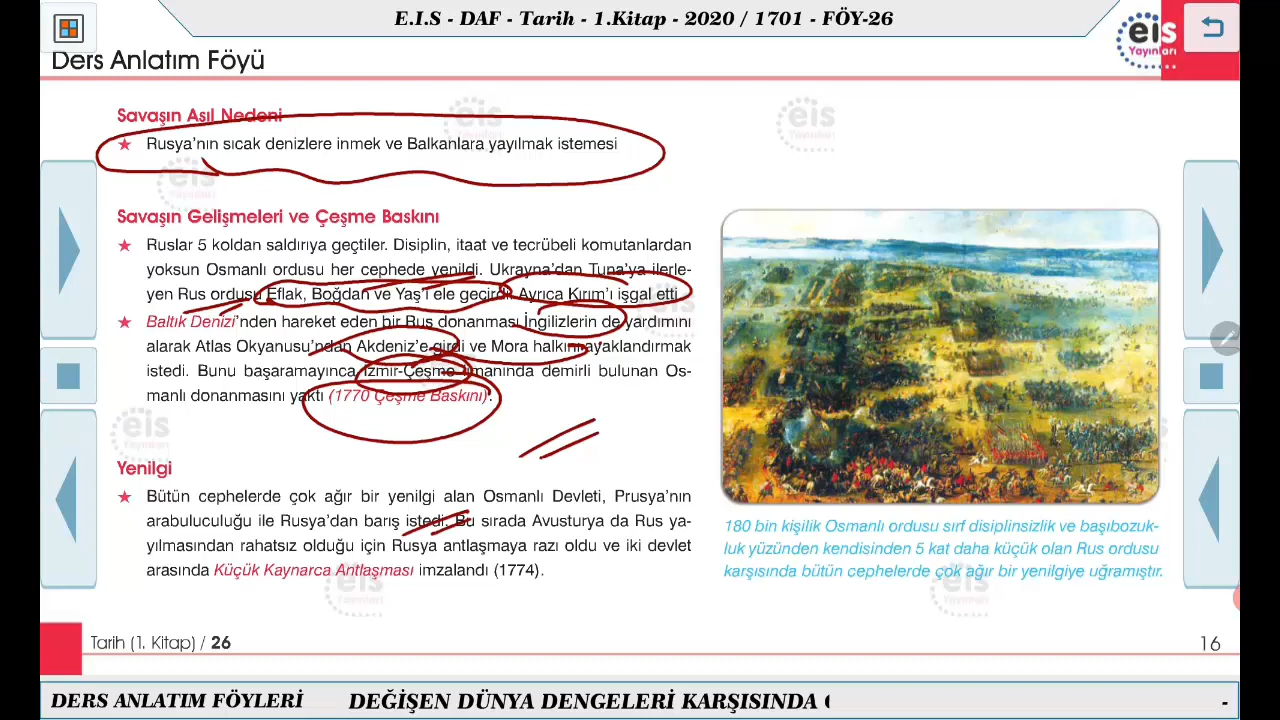 E.I.S - DAF - Tarih - 1.Kitap - 2020 / 1701 - FÖY-26
eis
Yayınları
Ders Anlatım Föyü
Savaşın Asıl Nedeni
★ Rusya’nın sıcak denizlere inmek ve Balkanlara yayılmak istemesi
Savaşın Gelişmeleri ve Çeşme Baskını
★ Ruslar 5 koldan saldırıya geçtiler. Disiplin, itaat ve tecrübeli komutanlardan
yoksun Osmanlı ordusu her cephede yenildi. Ukrayna’dan Tuna’ya ilerle-
yen Rus ordusu Eflak, Boğdan ve Yaş’ı ele geçirdi. Ayrıca Kırım’ı işgal etti
★ Baltık Denizi’nden hareket eden bir Rus donanması İngilizlerin de yardımını
alarak Atlas Okyanusu’ndan Akdeniz’e girdi ve Mora halkını ayaklandırmak
istedi. Bunu başaramayınca İzmir-Çeşme limanında demirli bulunan Os-
manlı donanmasını yaktı (1770 Çeşme Baskını).
Yenilgi
★ Bütün cephelerde çok ağır bir yenilgi alan Osmanlı Devleti, Prusya’nın
arabuluculuğu ile Rusya’dan barış istedi. Bu sırada Avusturya da Rus ya-
yılmasından rahatsız olduğu için Rusya antlaşmaya razı oldu ve iki devlet
arasında Küçük Kaynarca Antlaşması imzalandı (1774).
180 bin kişilik Osmanlı ordusu sırf disiplinsizlik ve başıbozuk-
luk yüzünden kendisinden 5 kat daha küçük olan Rus ordusu
karşısında bütün cephelerde çok ağır bir yenilgiye uğramıştır.
Tarih (1. Kitap) / 26
16
DERS ANLATIM FÖYLERİ DEĞİŞEN DÜNYA DENGELERİ KARŞISINDA -